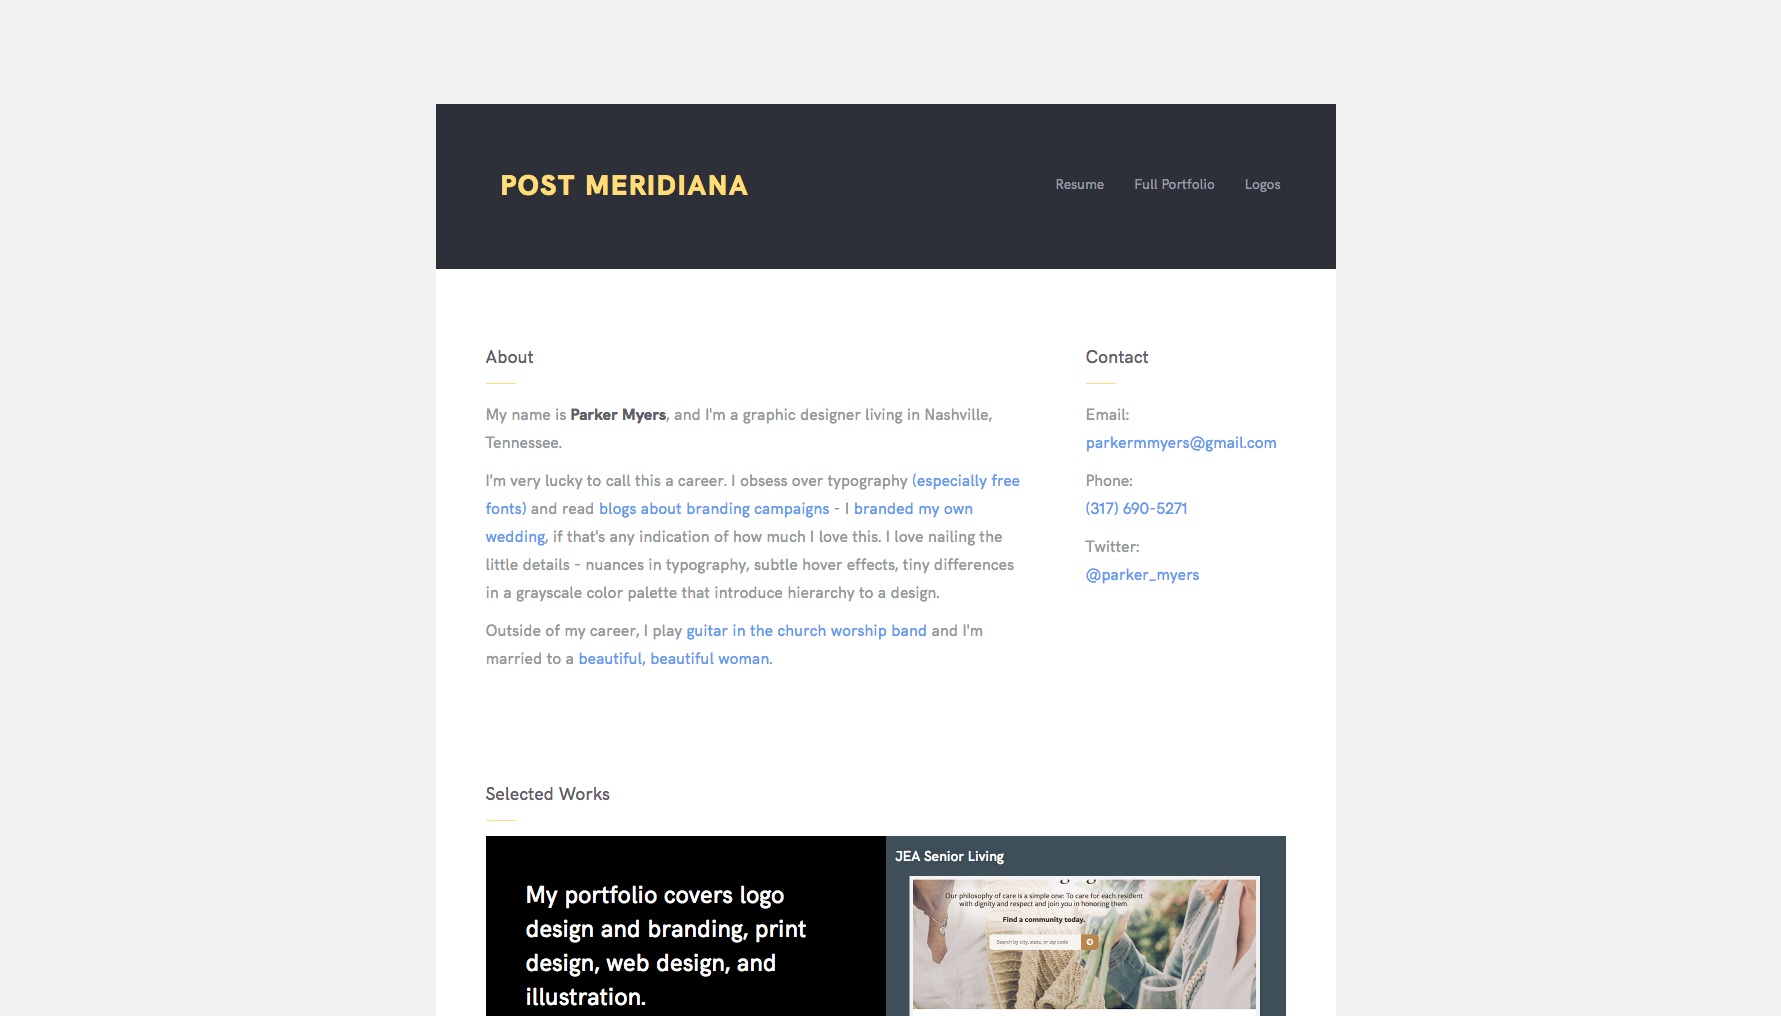 POST MERIDIANA
Resume
Full Portfolio
Logos
About
My name is Parker Myers, and I'm a graphic designer living in Nashville,
Tennessee.
I'm very lucky to call this a career. I obsess over typography (especially free
fonts) and read blogs about branding campaigns - I branded my own
wedding, if that's any indication of how much I love this. I love nailing the
little details - nuances in typography, subtle hover effects, tiny differences
in a grayscale color palette that introduce hierarchy to a design.
Outside of my career, I play guitar in the church worship band and I'm
married to a beautiful, beautiful woman.
Contact
Email:
parkermmyers@gmail.com
Phone:
(317) 690-5271
Twitter:
@parker_myers
Selected Works
My portfolio covers logo
design and branding, print
design, web design, and
illustration.
JEA Senior Living
Our philosophy of care is a simple one: To care for each resident
with dignity and respect and join you in honoring them.
Find a community today.
Search by city, state, or zip code